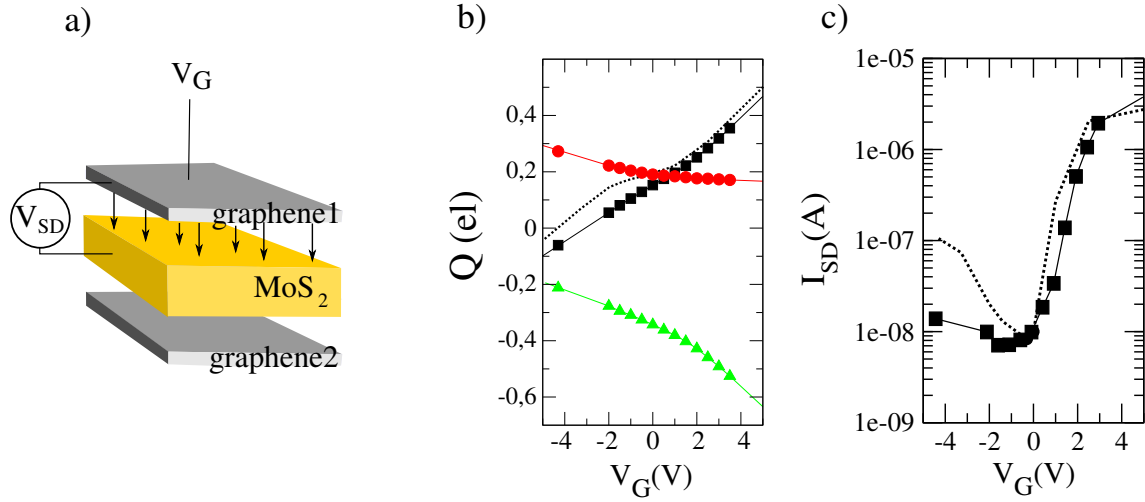 a)
V_G
V_SD
graphene1
MoS_2
graphene2
b)
Q (el)
0,4
0,2
0
-0,2
-0,4
-0,6
-4 -2 0 2 4
V_G(V)
c)
I_SD(A)
1e-05
1e-06
1e-07
1e-08
1e-09
-4 -2 0 2 4
V_G(V)